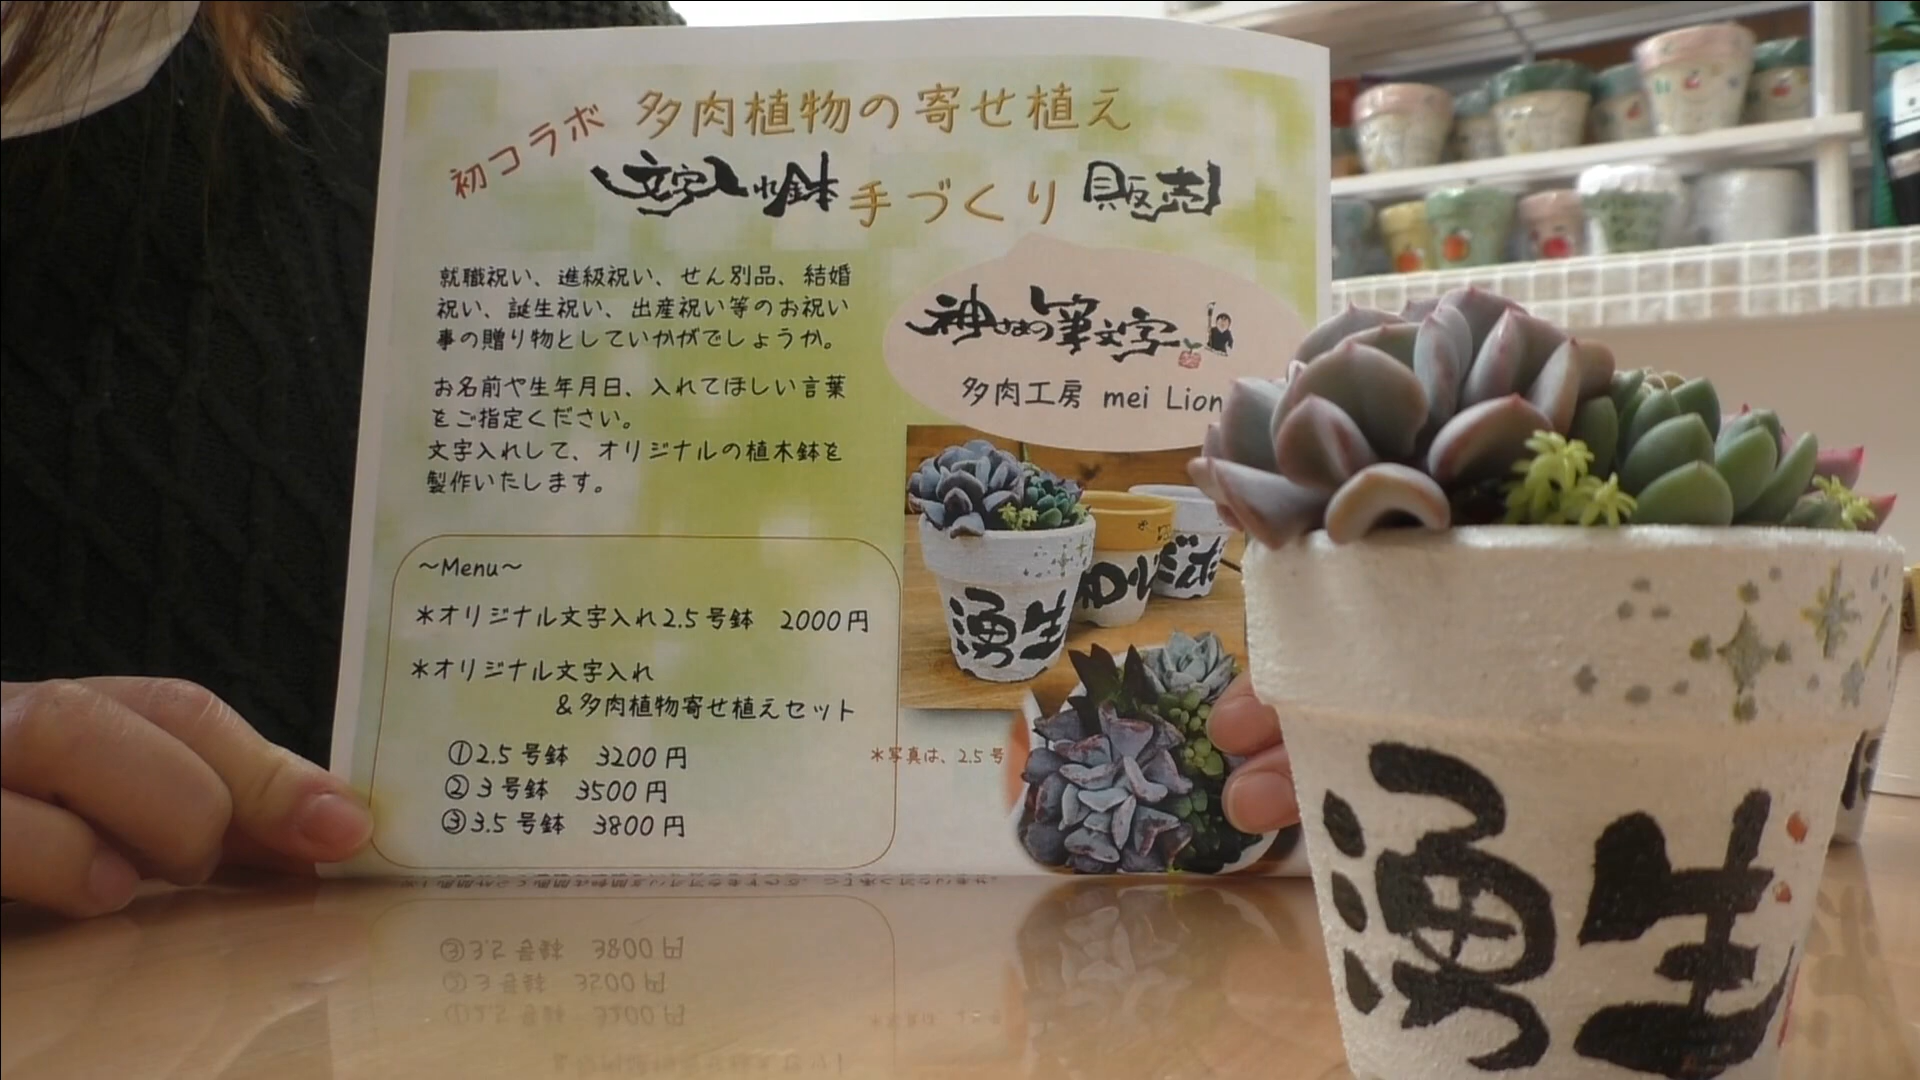 初コラボ
多肉植物の寄せ植え
文字入れ鉢手づくり販売
就職祝い、進級祝い、せん別品、結婚
祝い、誕生祝い、出産祝い等のお祝い
事の贈り物としていかがでしょうか。
お名前や生年月日、入れてほしい言葉
をご指定ください。
文字入れして、オリジナルの植木鉢を
製作いたします。
神さまの筆文字
多肉工房 mei Lion
～Menu～
＊オリジナル文字入れ2.5号鉢 2000円
＊オリジナル文字入れ
＆多肉植物寄せ植えセット
①2.5号鉢 3200円
②3号鉢 3500円
③3.5号鉢 3800円
＊写真は、2.5号
湧生
湧生